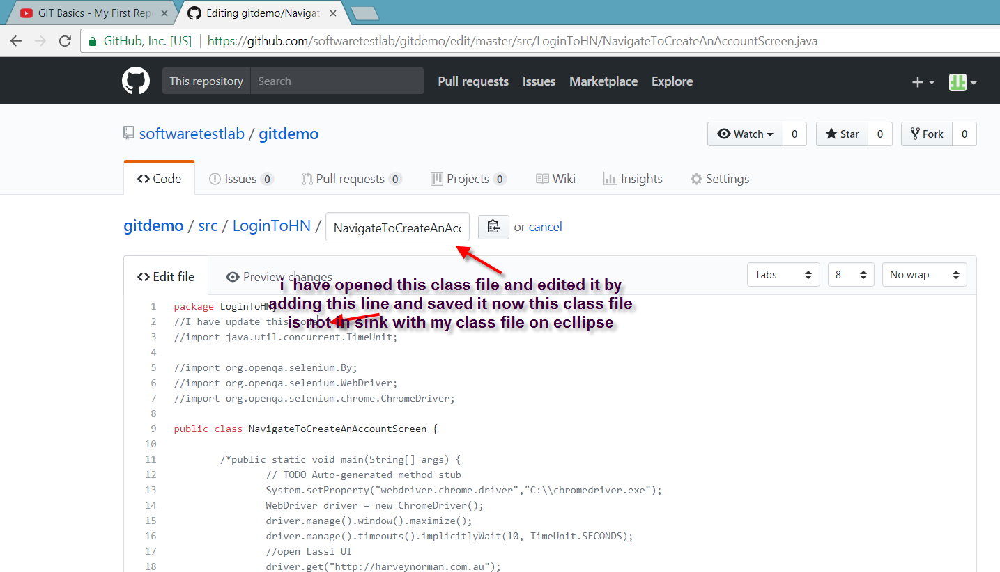 GIT Basics - My First Rep
Editing gitdemo/Navigat
GitHub, Inc. [US]
https://github.com/softwaretestlab/gitdemo/edit/master/src/LoginToHN/NavigateToCreateAnAccountScreen.java
This repository
Search
Pull requests
Issues
Marketplace
Explore
softwaretestlab / gitdemo
Watch 0
Star 0
Fork 0
Code
Issues 0
Pull requests 0
Projects 0
Wiki
Insights
Settings
gitdemo / src / LoginToHN / NavigateToCreateAnAcc or cancel
Edit file
Preview changes
Tabs
8
No wrap
i have opened this class file and edited it by
adding this line and saved it now this class file
is not in sink with my class file on ecllipse
1 package LoginToHN
2 //I have update this code
3 //import java.util.concurrent.TimeUnit;
4
5 //import org.openqa.selenium.By;
6 //import org.openqa.selenium.WebDriver;
7 //import org.openqa.selenium.chrome.ChromeDriver;
8
9 public class NavigateToCreateAnAccountScreen {
10
11 /*public static void main(String[] args) {
12 // TODO Auto-generated method stub
13 System.setProperty("webdriver.chrome.driver","C:\\chromedriver.exe");
14 WebDriver driver = new ChromeDriver();
15 driver.manage().window().maximize();
16 driver.manage().timeouts().implicitlyWait(10, TimeUnit.SECONDS);
17 //open Lassi UI
18 driver.get("http://harveynorman.com.au");